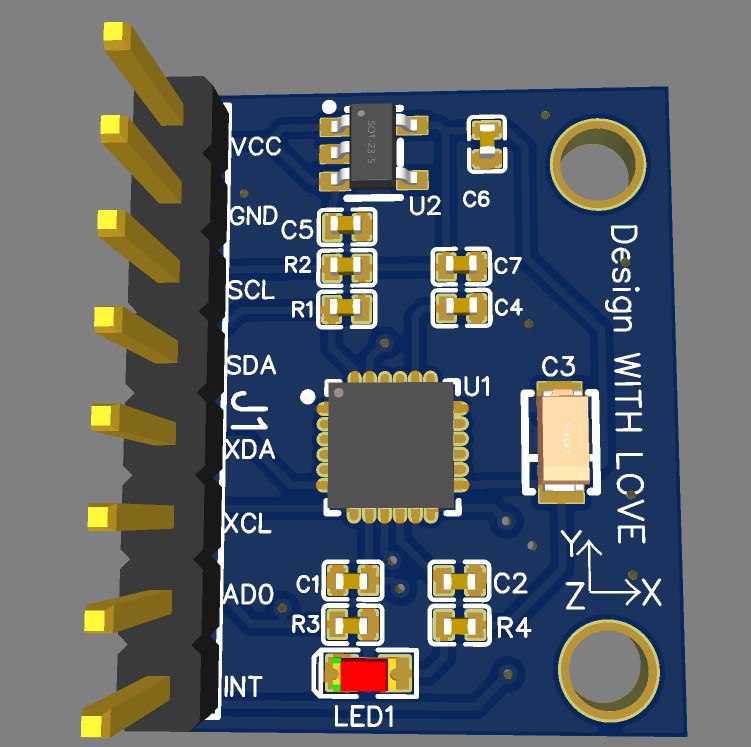 VCC
GND
SCL
SDA
XDA
XCL
AD0
INT
J1
SOT-23-5
U2
C6
C5
R2
R1
C7
C4
U1
C3
Design WITH LOVE
C1
C2
R3
R4
LED1
Y
Z
X